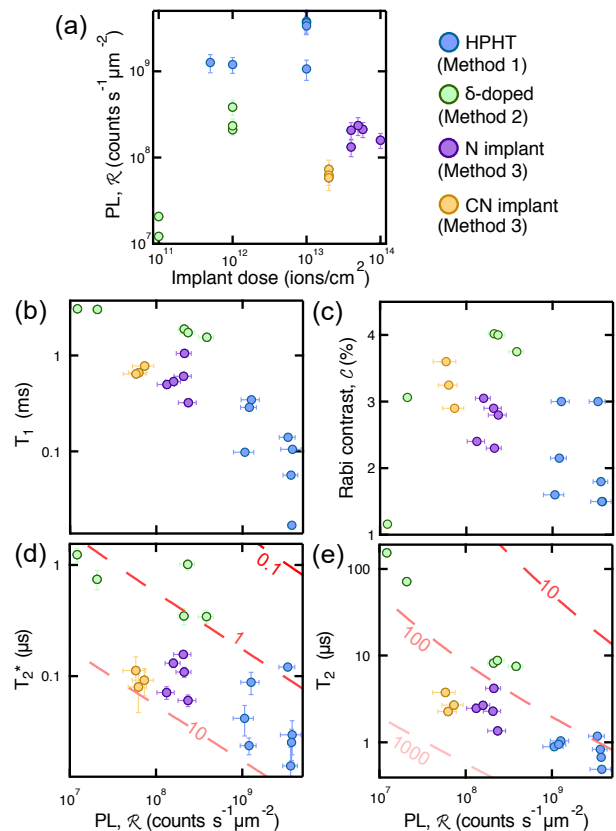 (a)
PL, ℛ (counts s⁻¹ μm⁻²)
10⁹
10⁸
10⁷
10¹¹
10¹²
10¹³
10¹⁴
Implant dose (ions/cm²)
HPHT
(Method 1)
δ-doped
(Method 2)
N implant
(Method 3)
CN implant
(Method 3)
(b)
T₁ (ms)
1
0.1
(c)
Rabi contrast, 𝒞 (%)
4
3
2
1
(d)
T₂* (μs)
1
0.1
0.1
1
10
10⁷
10⁸
10⁹
PL, ℛ (counts s⁻¹μm⁻²)
(e)
T₂ (μs)
100
10
1
10
100
1000
10⁷
10⁸
10⁹
PL, ℛ (counts s⁻¹μm⁻²)